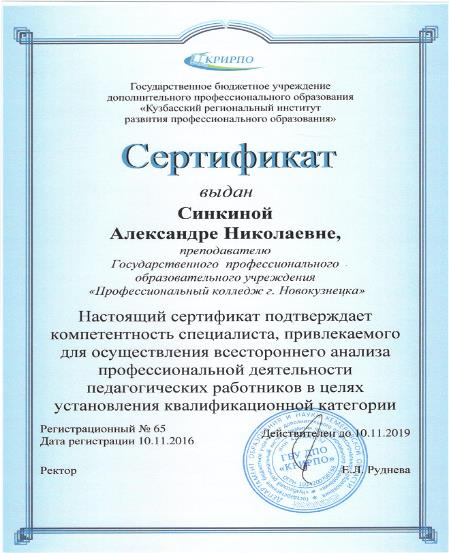 КРИРПО
Государственное бюджетное учреждение
дополнительного профессионального образования
«Кузбасский региональный институт
развития профессионального образования»
Сертификат
выдан
Синкиной
Александре Николаевне,
преподавателю
Государственного профессионального
образовательного учреждения
«Профессиональный колледж г. Новокузнецка»
Настоящий сертификат подтверждает
компетентность специалиста, привлекаемого
для осуществления всестороннего анализа
профессиональной деятельности
педагогических работников в целях
установления квалификационной категории
Регистрационный № 65
Действителен до 10.11.2019
Дата регистрации 10.11.2016
ГБУ ДПО
«КРИРПО»
Ректор
Е.Л. Руднева